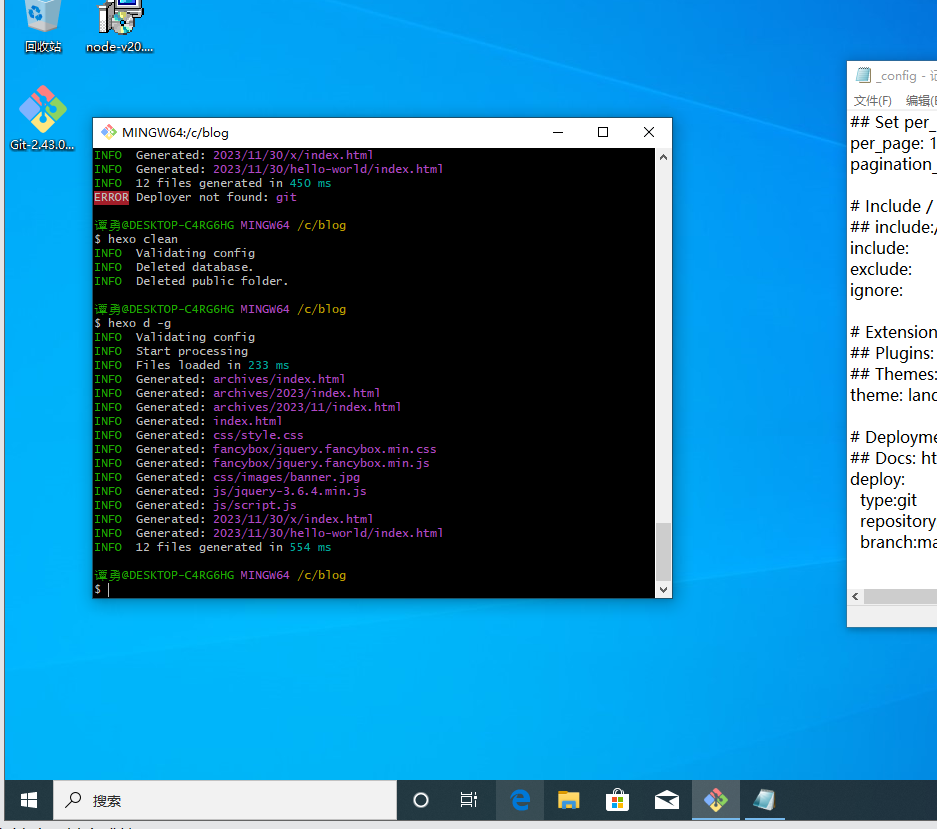 回收站
node-v20....
Git-2.43.0...
MINGW64:/c/blog
INFO  Generated: 2023/11/30/x/index.html
INFO  Generated: 2023/11/30/hello-world/index.html
INFO  12 files generated in 450 ms
ERROR Deployer not found: git
谭勇@DESKTOP-C4RG6HG MINGW64 /c/blog
$ hexo clean
INFO  Validating config
INFO  Deleted database.
INFO  Deleted public folder.
谭勇@DESKTOP-C4RG6HG MINGW64 /c/blog
$ hexo d -g
INFO  Validating config
INFO  Start processing
INFO  Files loaded in 233 ms
INFO  Generated: archives/index.html
INFO  Generated: archives/2023/index.html
INFO  Generated: archives/2023/11/index.html
INFO  Generated: index.html
INFO  Generated: css/style.css
INFO  Generated: fancybox/jquery.fancybox.min.css
INFO  Generated: fancybox/jquery.fancybox.min.js
INFO  Generated: css/images/banner.jpg
INFO  Generated: js/jquery-3.6.4.min.js
INFO  Generated: js/script.js
INFO  Generated: 2023/11/30/x/index.html
INFO  Generated: 2023/11/30/hello-world/index.html
INFO  12 files generated in 554 ms
谭勇@DESKTOP-C4RG6HG MINGW64 /c/blog
$
_config - 记
文件(F) 编辑(E
## Set per_
per_page: 1
pagination_
# Include /
## include:/
include:
exclude:
ignore:
# Extension
## Plugins:
## Themes:
theme: land
# Deployme
## Docs: ht
deploy:
  type:git
  repository
  branch:ma
搜索